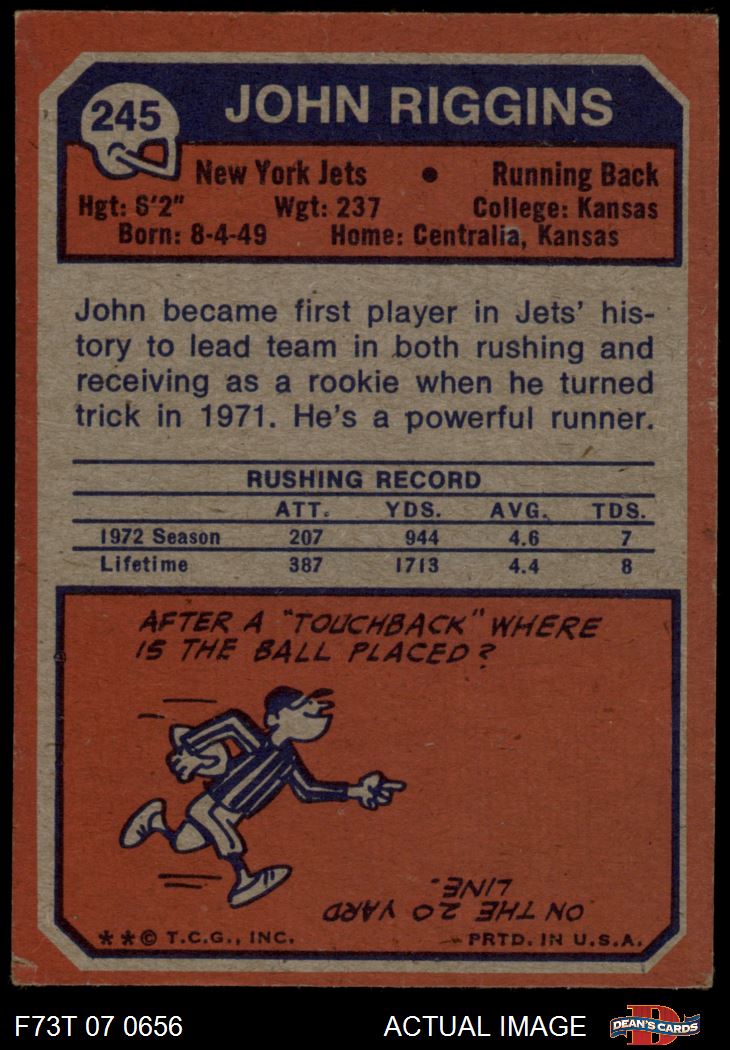 245
JOHN RIGGINS
New York Jets • Running Back
Hgt: 6'2" Wgt: 237 College: Kansas
Born: 8-4-49 Home: Centralia, Kansas
John became first player in Jets' his-
tory to lead team in both rushing and
receiving as a rookie when he turned
trick in 1971. He's a powerful runner.
RUSHING RECORD
ATT. YDS. AVG. TDS.
1972 Season 207 944 4.6 7
Lifetime 387 1713 4.4 8
AFTER A "TOUCHBACK" WHERE
IS THE BALL PLACED?
ON THE 20 YARD
LINE.
**© T.C.G., INC. PRTD. IN U.S.A.
F73T 07 0656 ACTUAL IMAGE
D
DEAN'S CARDS